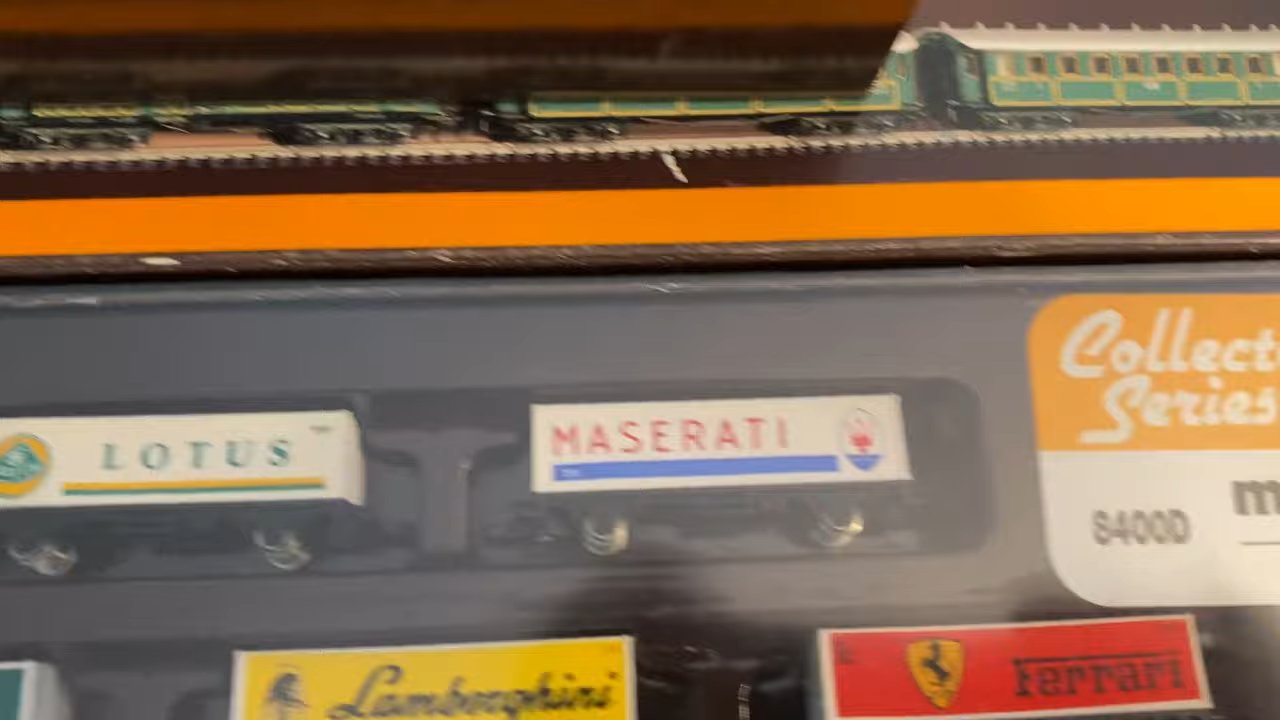 Collect
Series
LOTUS
MASERATI
8400D
m
Lamborghini
Ferrari